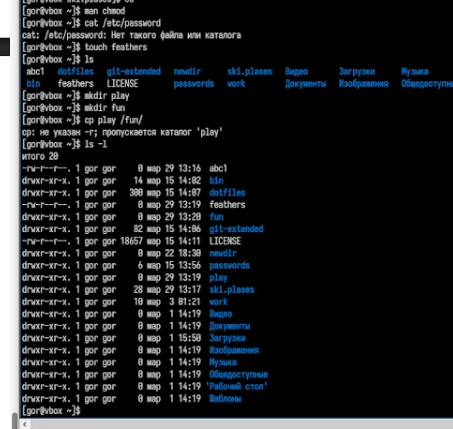 [gor@vbox ~]$ man chmod
[gor@vbox ~]$ cat /etc/password
cat: /etc/password: Нет такого файла или каталога
[gor@vbox ~]$ touch feathers
[gor@vbox ~]$ ls
abc1 dotfiles git-extended newdir ski.plases Видео Загрузки Музыка
bin feathers LICENSE passwords work Документы Изображения Общедоступные
[gor@vbox ~]$ mkdir play
[gor@vbox ~]$ mkdir fun
[gor@vbox ~]$ cp play /fun/
cp: не указан -r; пропускается каталог 'play'
[gor@vbox ~]$ ls -l
итого 20
-rw-r--r--. 1 gor gor 0 мар 29 13:16 abc1
drwxr-xr-x. 1 gor gor 14 мар 15 14:02 bin
drwxr-xr-x. 1 gor gor 300 мар 15 14:07 dotfiles
-rw-r--r--. 1 gor gor 0 мар 29 13:19 feathers
drwxr-xr-x. 1 gor gor 0 мар 29 13:20 fun
drwxr-xr-x. 1 gor gor 82 мар 15 14:06 git-extended
-rw-r--r--. 1 gor gor 18657 мар 15 14:11 LICENSE
drwxr-xr-x. 1 gor gor 0 мар 22 18:30 newdir
drwxr-xr-x. 1 gor gor 6 мар 15 13:56 passwords
drwxr-xr-x. 1 gor gor 0 мар 29 13:19 play
drwxr-xr-x. 1 gor gor 28 мар 29 13:17 ski.plases
drwxr-xr-x. 1 gor gor 10 мар 3 01:21 work
drwxr-xr-x. 1 gor gor 0 мар 1 14:19 Видео
drwxr-xr-x. 1 gor gor 0 мар 1 14:19 Документы
drwxr-xr-x. 1 gor gor 0 мар 1 15:50 Загрузки
drwxr-xr-x. 1 gor gor 0 мар 1 14:19 Изображения
drwxr-xr-x. 1 gor gor 0 мар 1 14:19 Музыка
drwxr-xr-x. 1 gor gor 0 мар 1 14:19 Общедоступные
drwxr-xr-x. 1 gor gor 0 мар 1 14:19 'Рабочий стол'
drwxr-xr-x. 1 gor gor 0 мар 1 14:19 Шаблоны
[gor@vbox ~]$